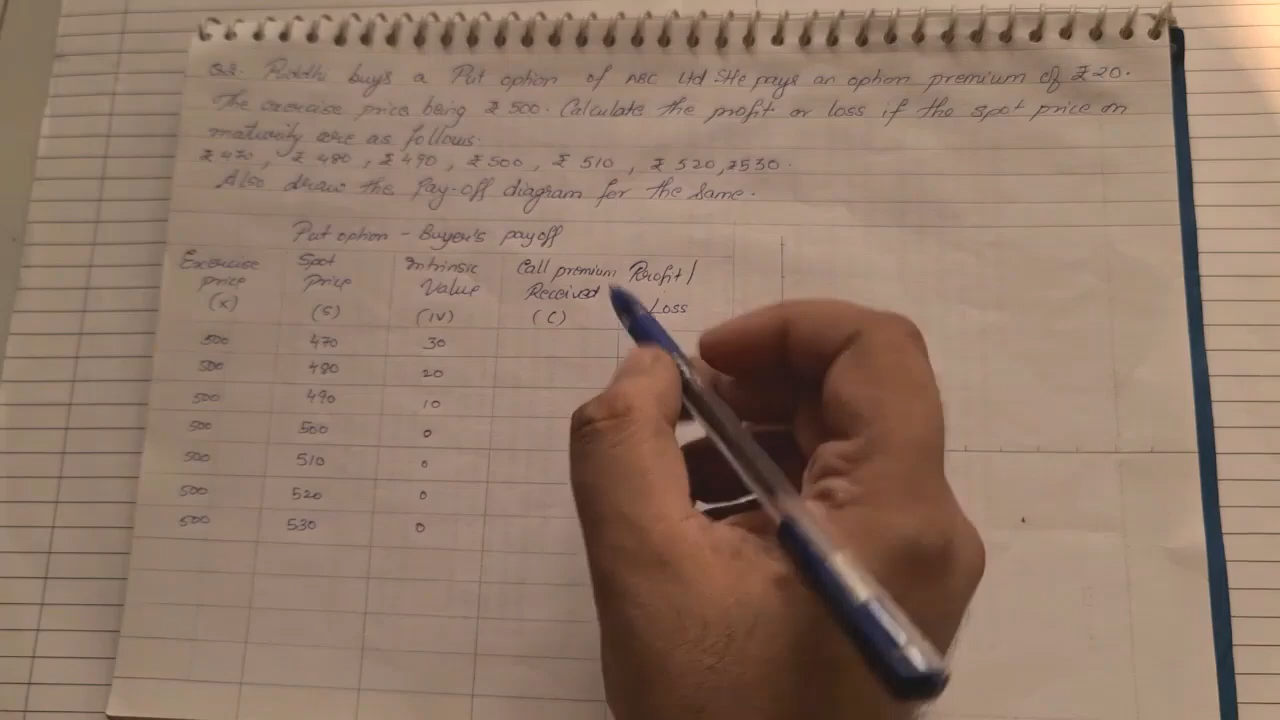 Q2. Riddhi buys a Put option of ABC Ltd. She pays an option premium of ₹20.
The exercise price being ₹500. Calculate the profit or loss if the spot price on
maturity are as follows.
₹470, ₹480, ₹490, ₹500, ₹510, ₹520, ₹530.
Also draw the Pay-off diagram for the same.
Put option - Buyer's payoff
Exercise price (X) Spot Price (S) Intrinsic Value (IV) Call premium Received (C) Profit/ Loss
500 470 30
500 480 20
500 490 10
500 500 0
500 510 0
500 520 0
500 530 0